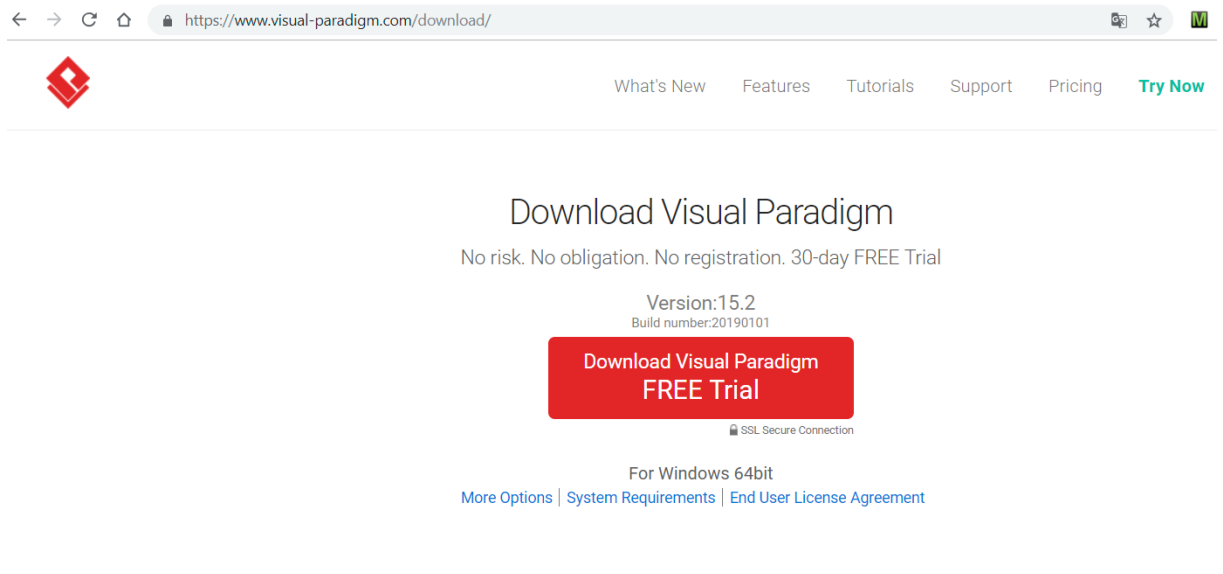 https://www.visual-paradigm.com/download/
What's New Features Tutorials Support Pricing Try Now
Download Visual Paradigm
No risk. No obligation. No registration. 30-day FREE Trial
Version:15.2
Build number:20190101
Download Visual Paradigm
FREE Trial
SSL Secure Connection
For Windows 64bit
More Options | System Requirements | End User License Agreement